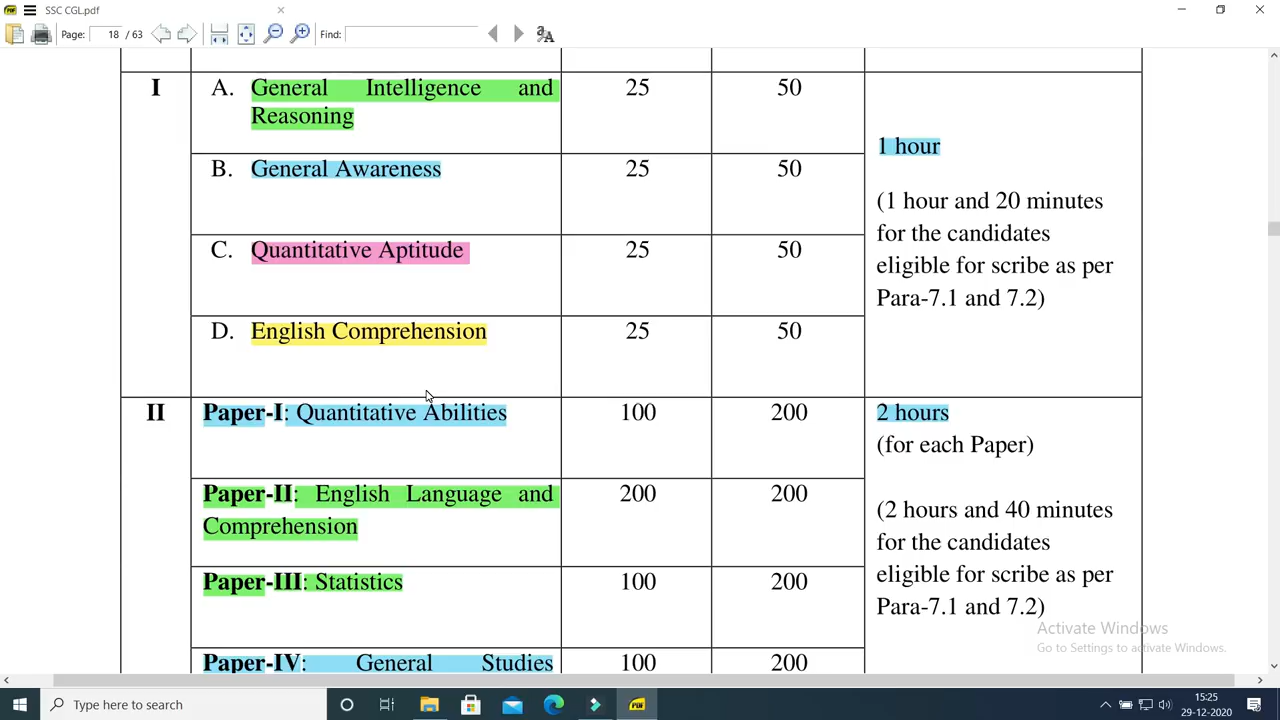 SSC CGL.pdf
Page: 18 / 63 Find:
I A. General Intelligence and 25 50
Reasoning
1 hour
B. General Awareness 25 50
(1 hour and 20 minutes
for the candidates
C. Quantitative Aptitude 25 50
eligible for scribe as per
Para-7.1 and 7.2)
D. English Comprehension 25 50
II Paper-I: Quantitative Abilities 100 200 2 hours
(for each Paper)
Paper-II: English Language and 200 200
(2 hours and 40 minutes
Comprehension
for the candidates
eligible for scribe as per
Paper-III: Statistics 100 200
Para-7.1 and 7.2)
Activate Windows
Go to Settings to activate Windows.
Paper-IV: General Studies 100 200
Type here to search
15:25
29-12-2020